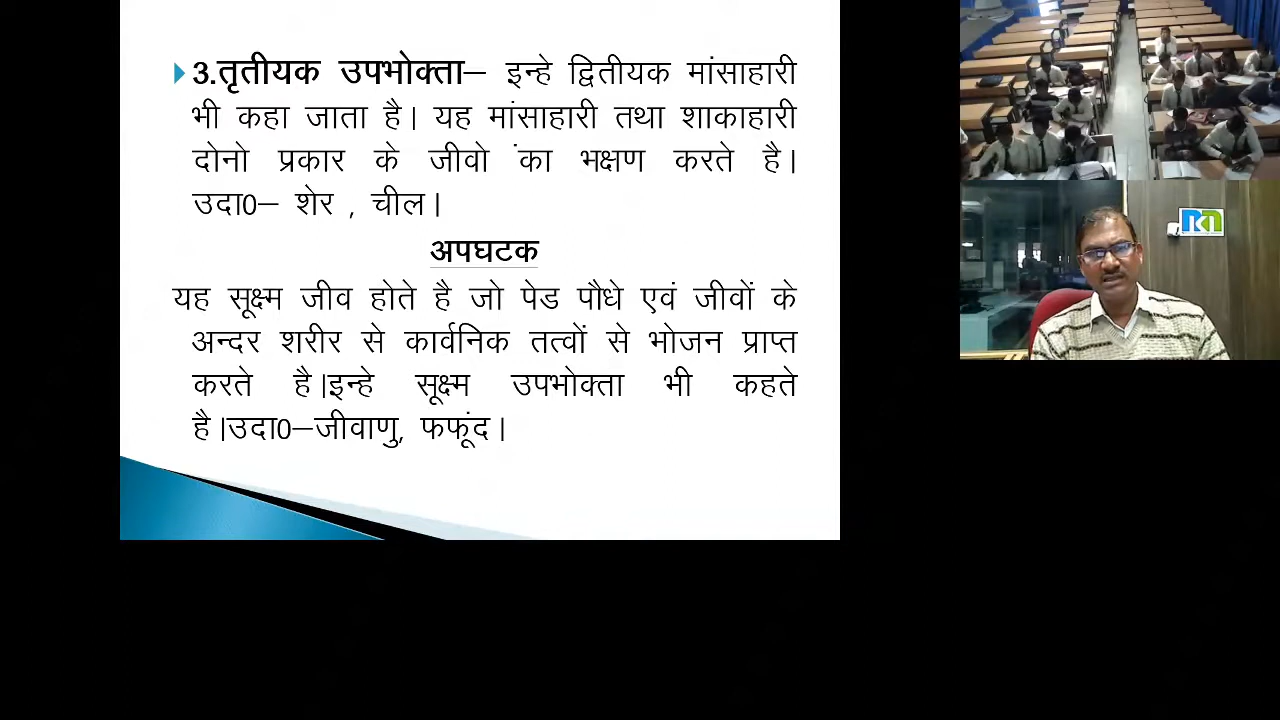 3.तृतीयक उपभोक्ता– इन्हे द्वितीयक मांसाहारी
भी कहा जाता है। यह मांसाहारी तथा शाकाहारी
दोनो प्रकार के जीवो ंका भक्षण करते है।
उदा0– शेर , चील।
अपघटक
यह सूक्ष्म जीव होते है जो पेड पौधे एवं जीवों के
अन्दर शरीर से कार्वनिक तत्वों से भोजन प्राप्त
करते है।इन्हे सूक्ष्म उपभोक्ता भी कहते
है।उदा0–जीवाणु, फफूंद।